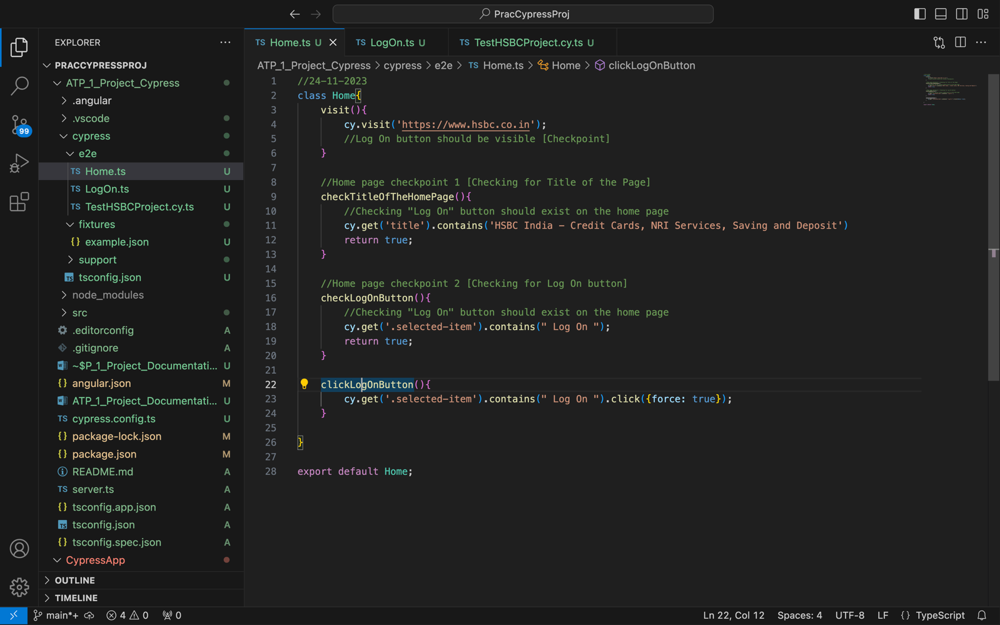 PracCypressProj
EXPLORER
PRACCYPRESSPROJ
ATP_1_Project_Cypress
.angular
.vscode
cypress
e2e
TS Home.ts U
TS LogOn.ts U
TS TestHSBCProject.cy.ts U
fixtures
{} example.json U
support
TS tsconfig.json U
node_modules
src
.editorconfig A
.gitignore A
~$P_1_Project_Documentati... U
{} angular.json M
ATP_1_Project_Documentati... U
TS cypress.config.ts U
{} package-lock.json M
{} package.json M
README.md A
TS server.ts A
{} tsconfig.app.json A
TS tsconfig.json A
{} tsconfig.spec.json A
CypressApp
OUTLINE
TIMELINE
99
TS Home.ts U
TS LogOn.ts U
TS TestHSBCProject.cy.ts U
ATP_1_Project_Cypress > cypress > e2e > TS Home.ts > Home > clickLogOnButton
1 //24-11-2023
2 class Home{
3 visit(){
4 cy.visit('https://www.hsbc.co.in');
5 //Log On button should be visible [Checkpoint]
6 }
7
8 //Home page checkpoint 1 [Checking for Title of the Page]
9 checkTitleOfTheHomePage(){
10 //Checking "Log On" button should exist on the home page
11 cy.get('title').contains('HSBC India - Credit Cards, NRI Services, Saving and Deposit')
12 return true;
13 }
14
15 //Home page checkpoint 2 [Checking for Log On button]
16 checkLogOnButton(){
17 //Checking "Log On" button should exist on the home page
18 cy.get('.selected-item').contains(" Log On ");
19 return true;
20 }
21
22 clickLogOnButton(){
23 cy.get('.selected-item').contains(" Log On ").click({force: true});
24 }
25
26 }
27
28 export default Home;
main*+ 4 0 0
Ln 22, Col 12 Spaces: 4 UTF-8 LF {} TypeScript